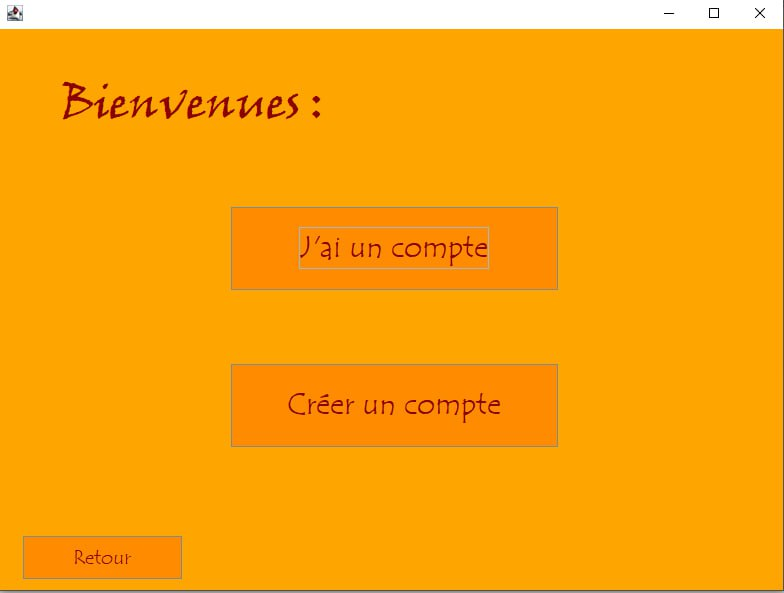 Bienvenues :
J'ai un compte
Créer un compte
Retour